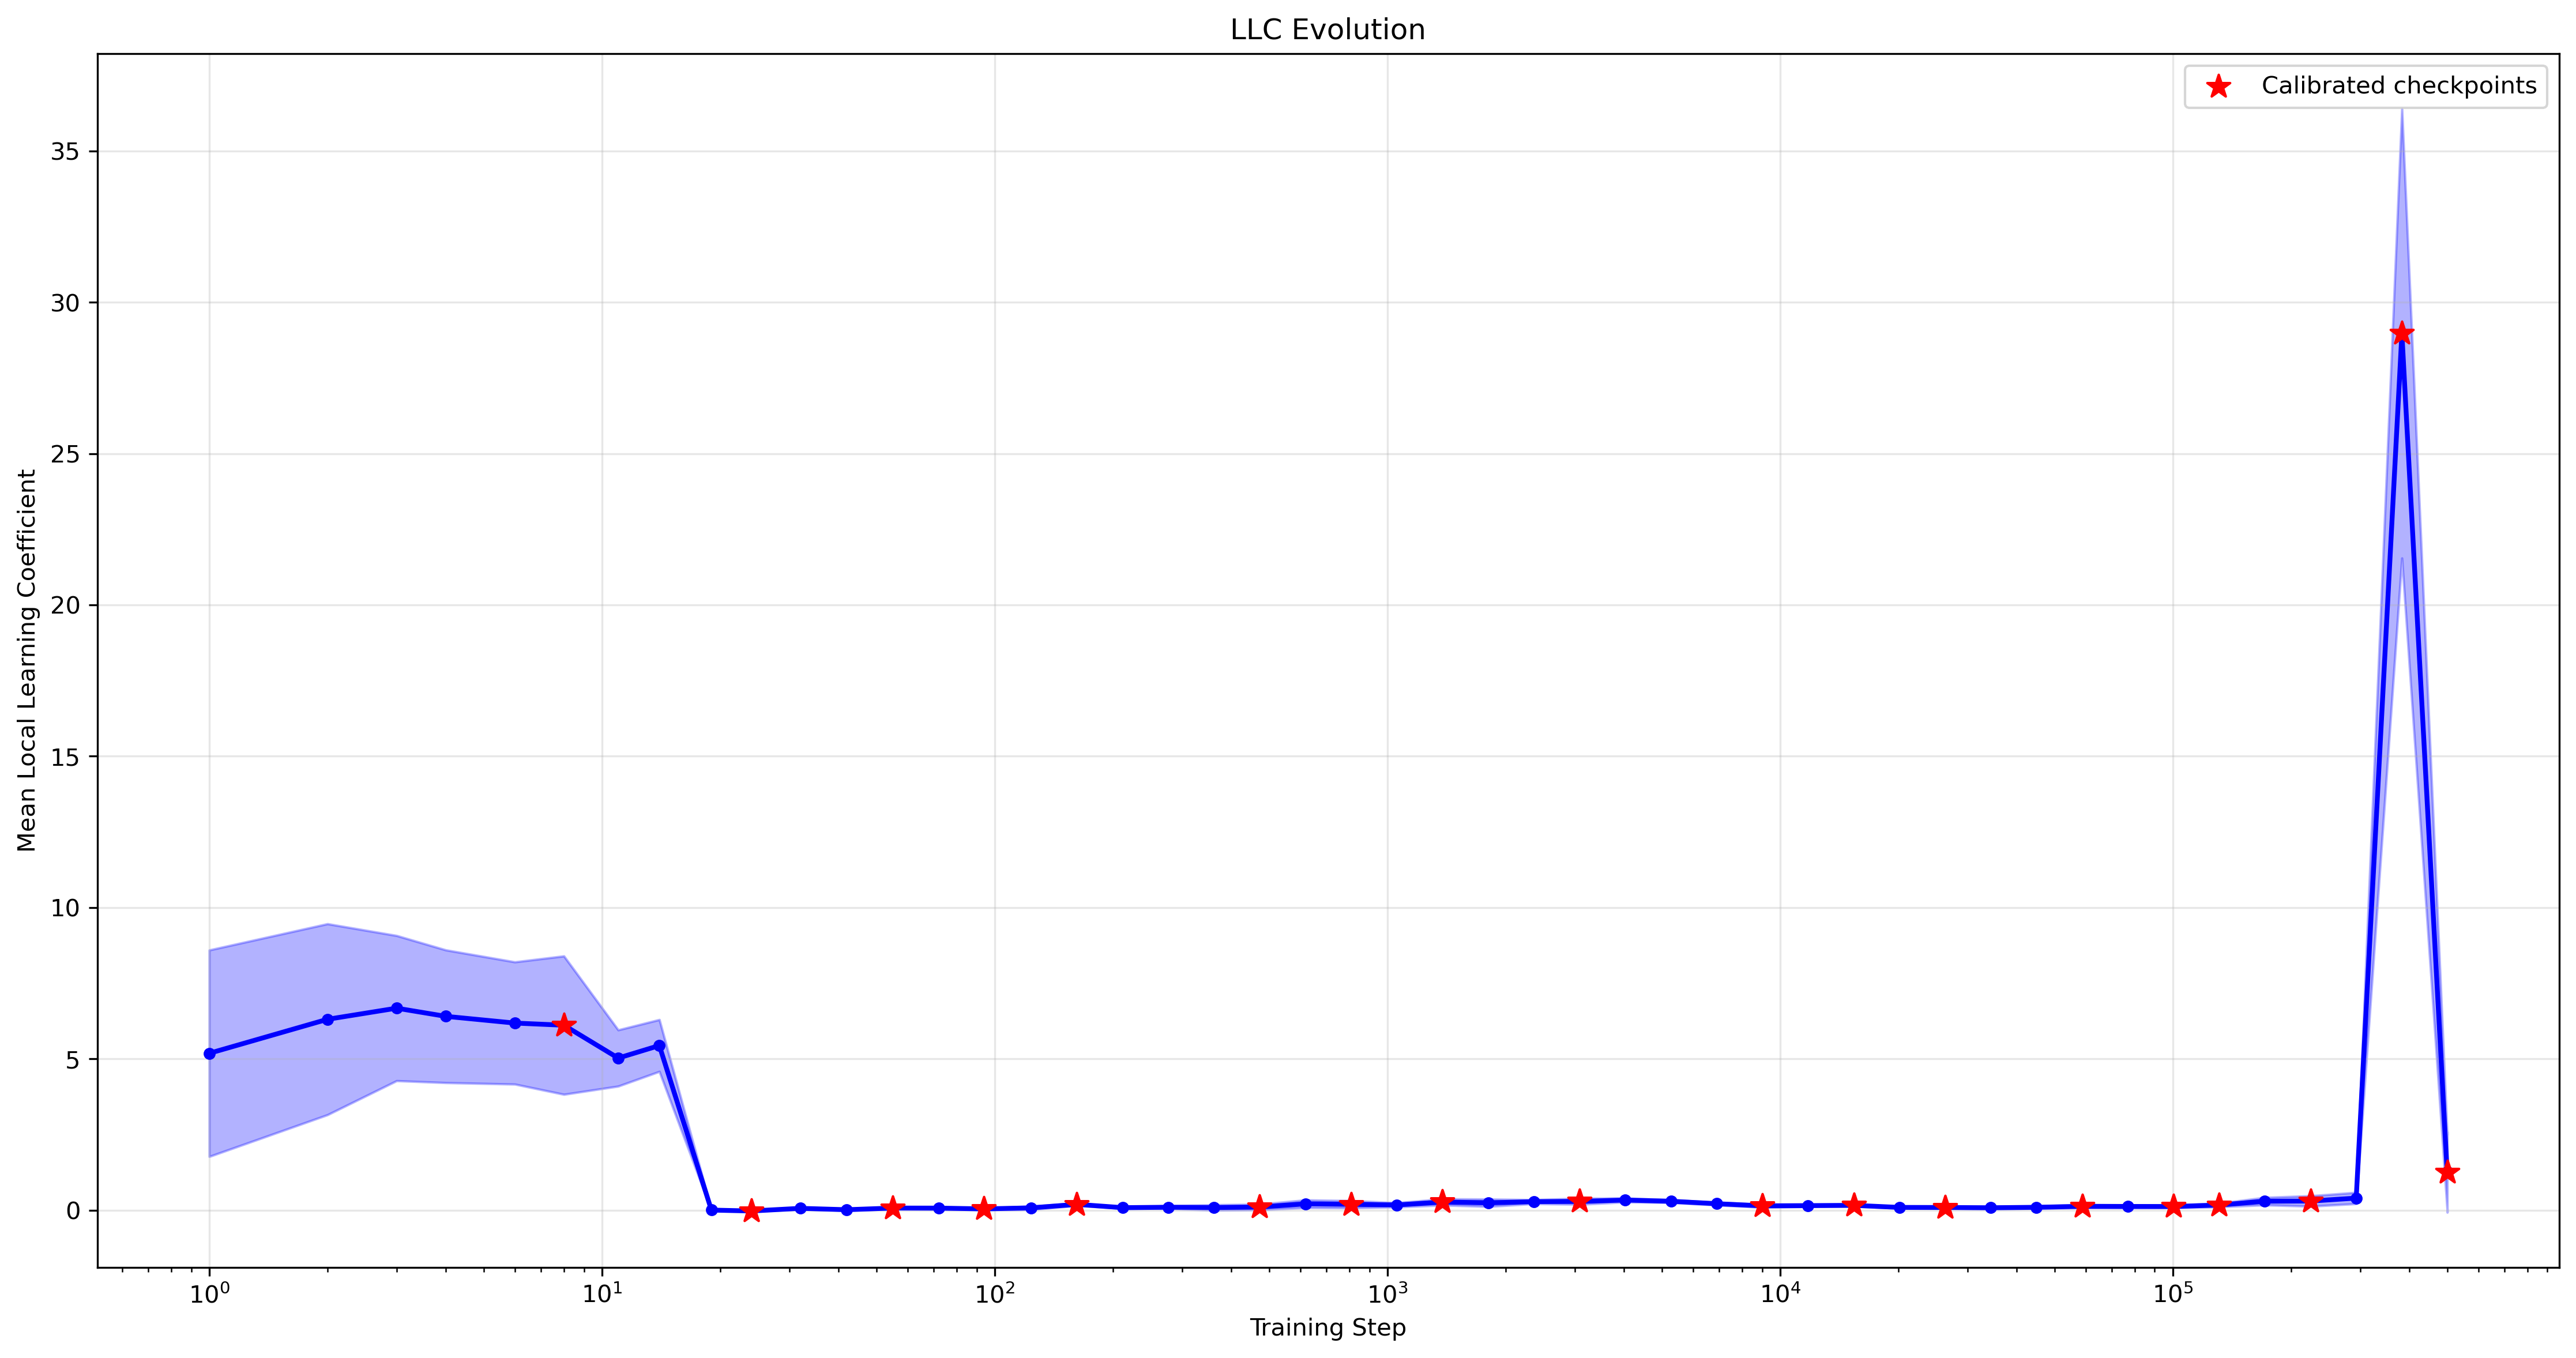 LLC Evolution
Calibrated checkpoints
Mean Local Learning Coefficient
35
30
25
20
15
10
5
0
10⁰ 10¹ 10² 10³ 10⁴ 10⁵
Training Step